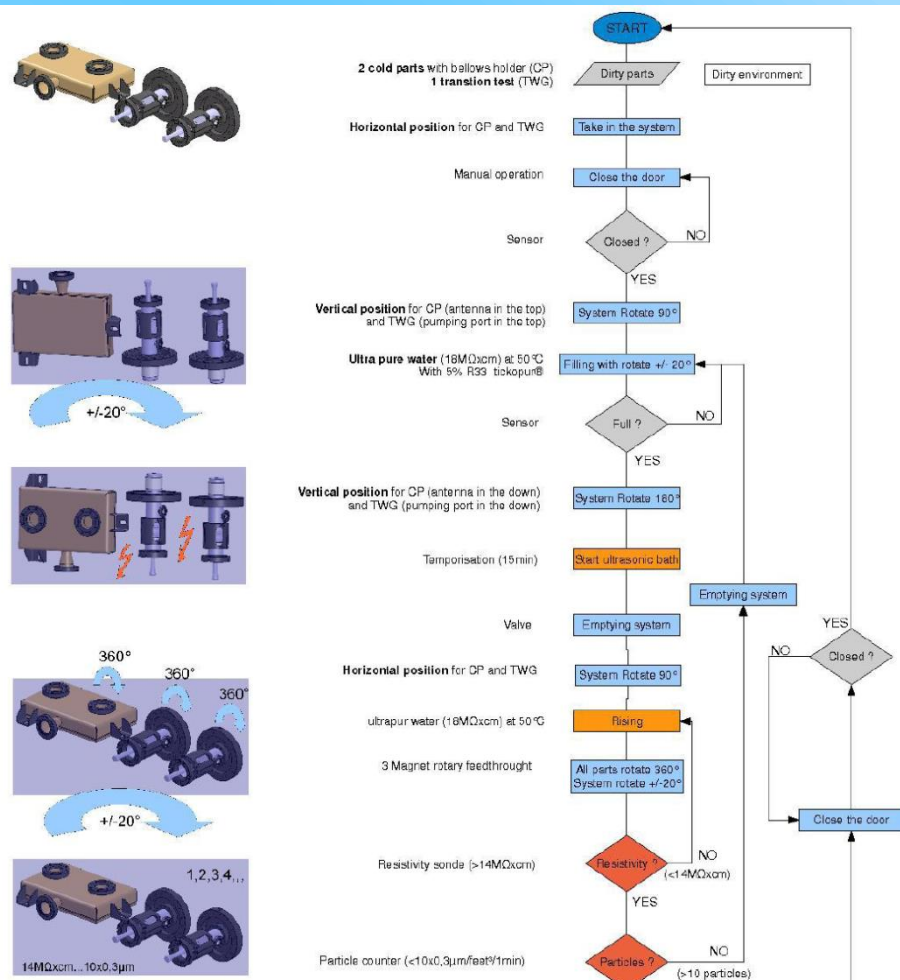 START
2 cold parts with bellows holder (CP)
1 transtion test (TWG)
Dirty parts
Dirty environment
Horizontal position for CP and TWG
Take in the system
Manual operation
Close the door
Sensor
Closed ?
NO
YES
Vertical position for CP (antenna in the top)
and TWG (pumping port in the top)
System Rotate 90°
Ultra pure water (18MΩxcm) at 50°C
With 5% R33 tickopur®
Filling with rotate +/- 20°
+/-20°
Sensor
Full ?
NO
YES
Vertical position for CP (antenna in the down)
and TWG (pumping port in the down)
System Rotate 180°
Temporisation (15min)
Start ultrasonic bath
Emptying system
Valve
Emptying system
YES
NO
Closed ?
360°
360°
360°
Horizontal position for CP and TWG
System Rotate 90°
ultrapur water (18MΩxcm) at 50°C
Rising
3 Magnet rotary feedthrought
All parts rotate 360°
System rotate +/-20°
+/-20°
Close the door
Resistivity sonde (>14MΩxcm)
Resistivity ?
NO
(<14MΩxcm)
YES
1,2,3,4,,,
14MΩxcm...10x0,3µm
Particle counter (<10x0,3µm/feet³/1min)
Particles ?
NO
(>10 particles)